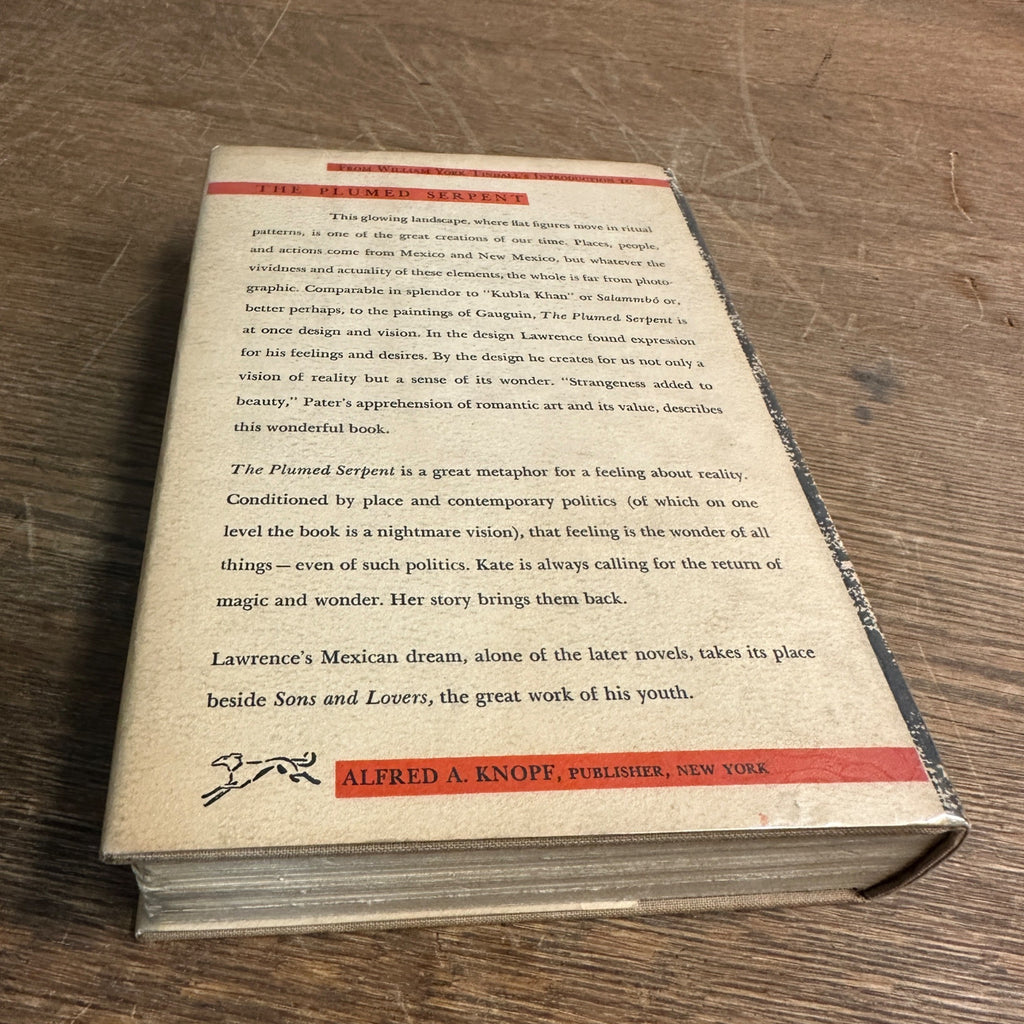 FROM WILLIAM YORK TINDALL'S INTRODUCTION TO
THE PLUMED SERPENT
This glowing landscape, where flat figures move in ritual
patterns, is one of the great creations of our time. Places, people,
and actions come from Mexico and New Mexico, but whatever the
vividness and actuality of these elements, the whole is far from photo-
graphic. Comparable in splendor to "Kubla Khan" or Salammbô or,
better perhaps, to the paintings of Gauguin, The Plumed Serpent is
at once design and vision. In the design Lawrence found expression
for his feelings and desires. By the design he creates for us not only a
vision of reality but a sense of its wonder. "Strangeness added to
beauty," Pater's apprehension of romantic art and its value, describes
this wonderful book.
The Plumed Serpent is a great metaphor for a feeling about reality.
Conditioned by place and contemporary politics (of which on one
level the book is a nightmare vision), that feeling is the wonder of all
things — even of such politics. Kate is always calling for the return of
magic and wonder. Her story brings them back.
Lawrence's Mexican dream, alone of the later novels, takes its place
beside Sons and Lovers, the great work of his youth.
ALFRED A. KNOPF, PUBLISHER, NEW YORK